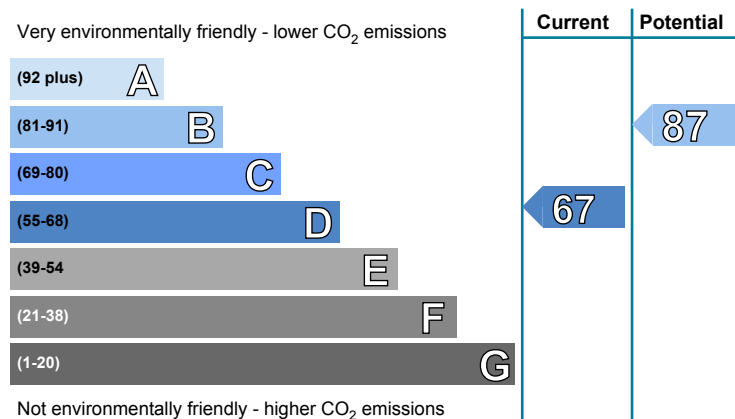 Very environmentally friendly - lower CO₂ emissions
Current
Potential
(92 plus) A
(81-91) B
87
(69-80) C
(55-68) D
67
(39-54 E
(21-38) F
(1-20) G
Not environmentally friendly - higher CO₂ emissions